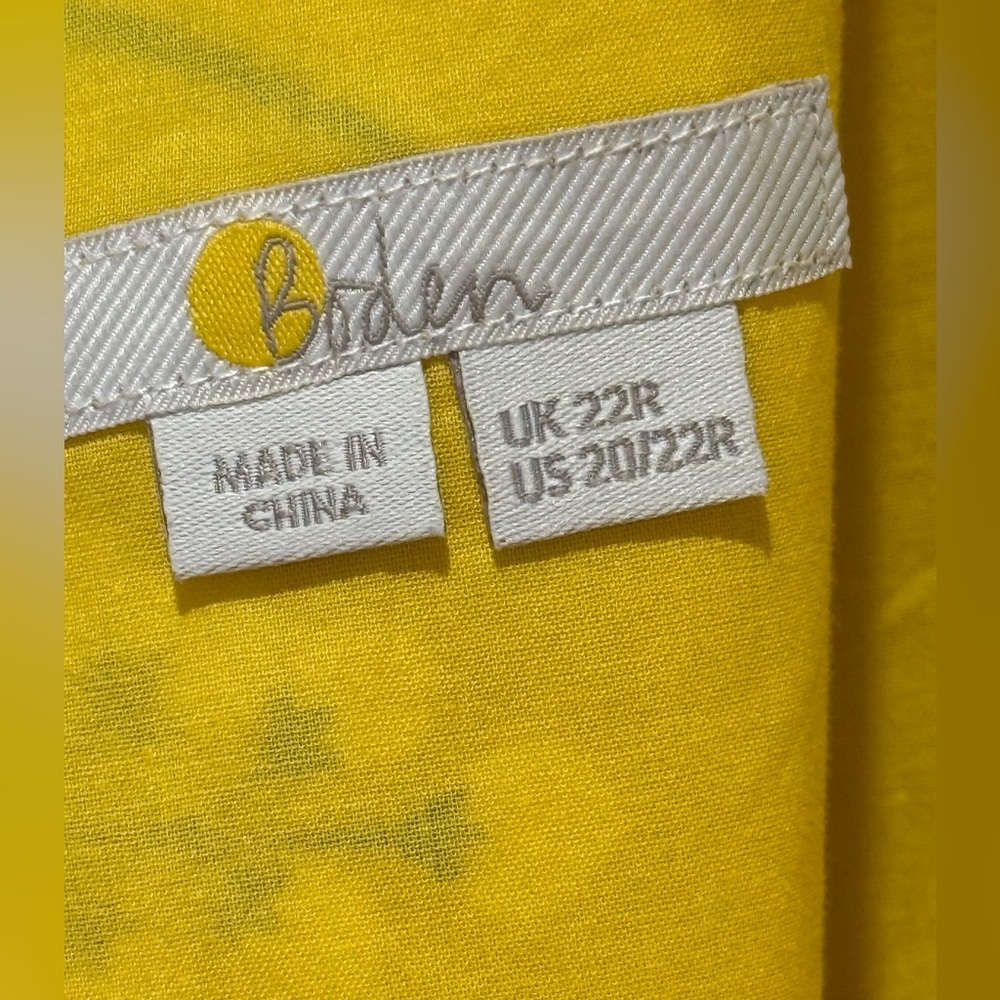 Boden
MADE IN
CHINA
UK 22R
US 20/22R